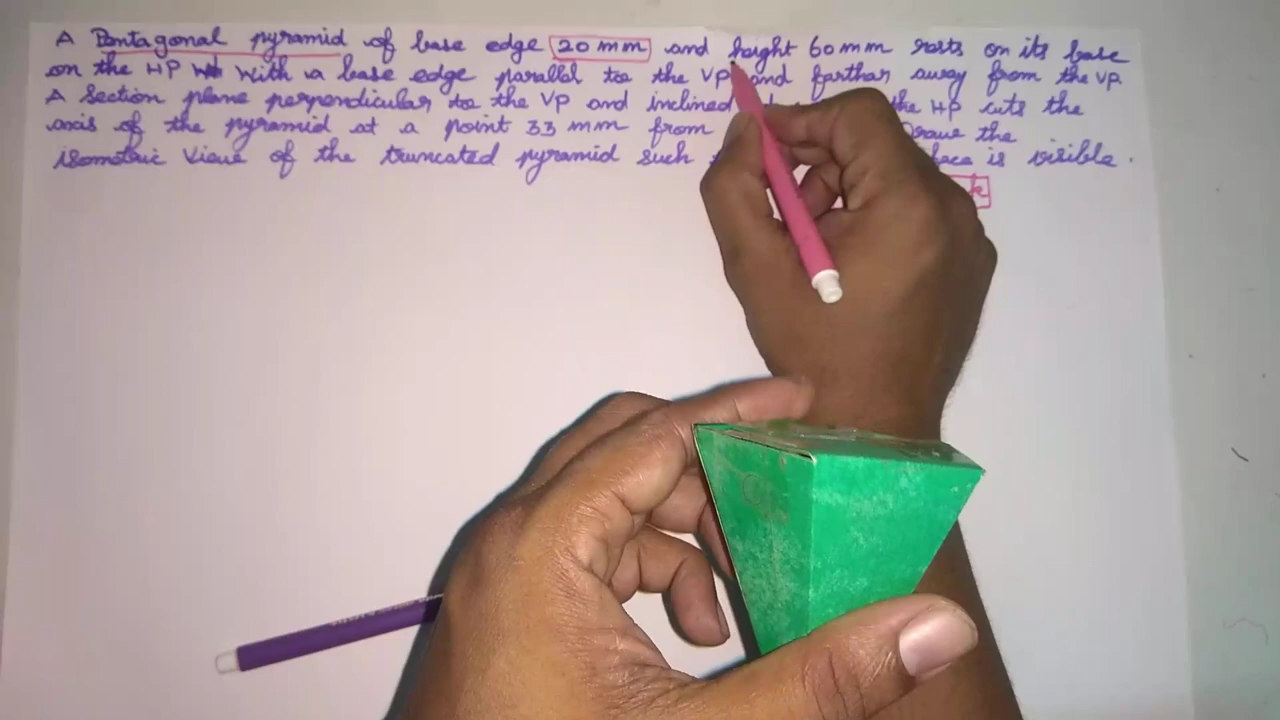 A Pentagonal pyramid of base edge 20 mm and height 60 mm rests on its base
on the HP with a base edge parallel to the VP and farther away from the VP
A section plane perpendicular to the VP and inclined the HP cuts the
axis of the pyramid at a point 33 mm from
isometric View of the truncated pyramid such face is visible.